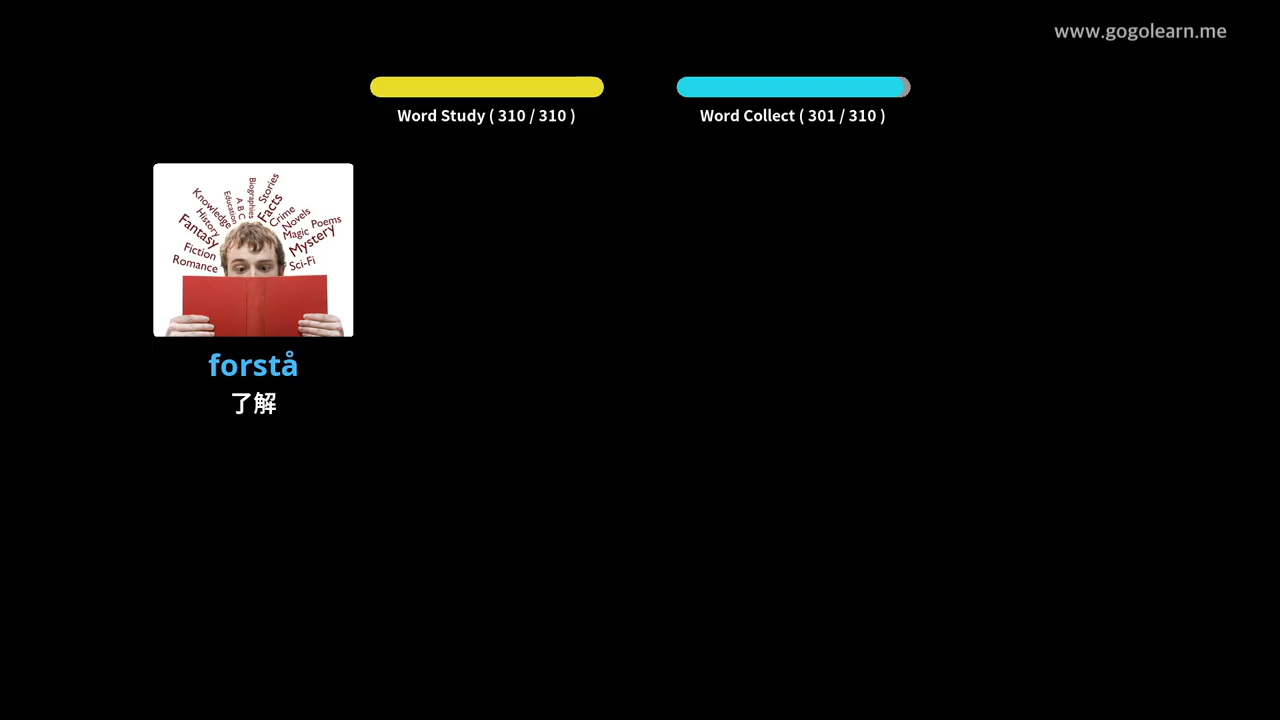 www.gogolearn.me
Word Study ( 310 / 310 )
Word Collect ( 301 / 310 )
Knowledge
History
Fantasy
Fiction
Romance
Education
A B C
Biographies
Stories
Facts
Crime
Novels
Magic
Poems
Mystery
Sci-Fi
forstå
了解